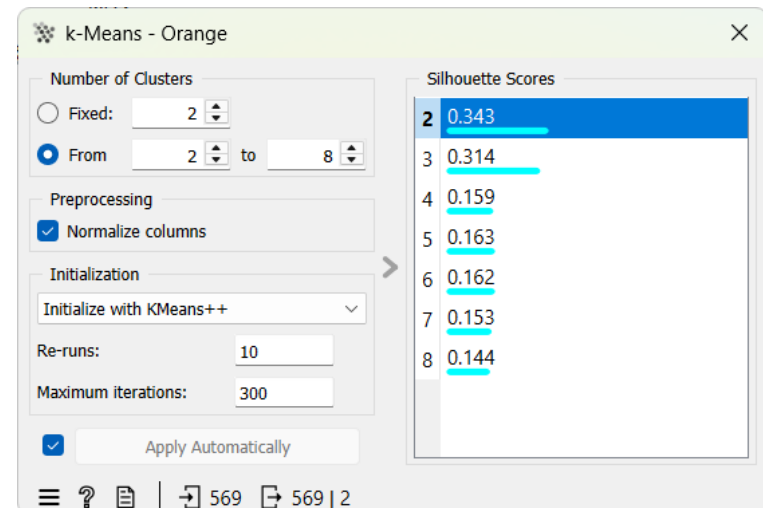 k-Means - Orange
Number of Clusters
Fixed: 2
From 2 to 8
Preprocessing
Normalize columns
Initialization
Initialize with KMeans++
Re-runs: 10
Maximum iterations: 300
Apply Automatically
569 569 | 2
Silhouette Scores
2 0.343
3 0.314
4 0.159
5 0.163
6 0.162
7 0.153
8 0.144